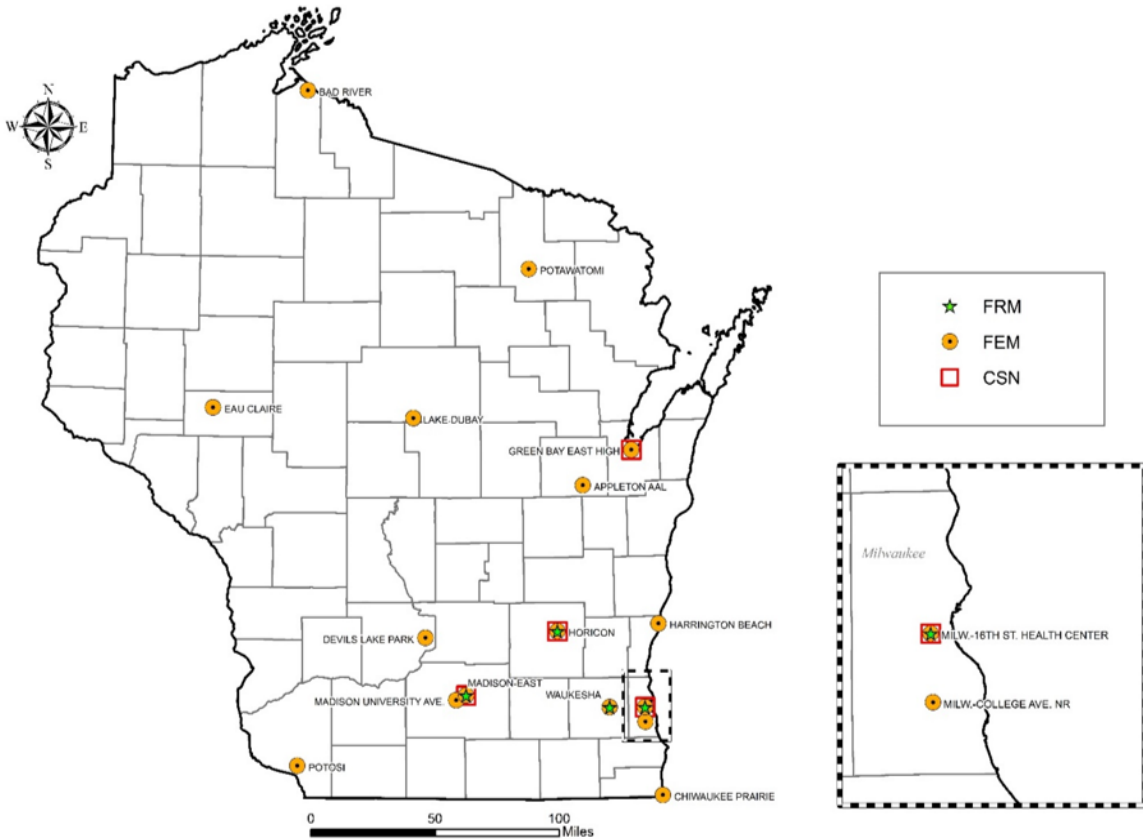 N
W E
S
BAD RIVER
POTAWATOMI
EAU CLAIRE
LAKE DUBAY
GREEN BAY EAST HIGH
APPLETON AAL
HARRINGTON BEACH
HORICON
DEVILS LAKE PARK
MADISON-EAST
WAUKESHA
MADISON UNIVERSITY AVE.
POTOSI
CHIWAUKEE PRAIRIE
0 50 100
Miles
FRM
FEM
CSN
Milwaukee
MILW.-16TH ST. HEALTH CENTER
MILW.-COLLEGE AVE. NR